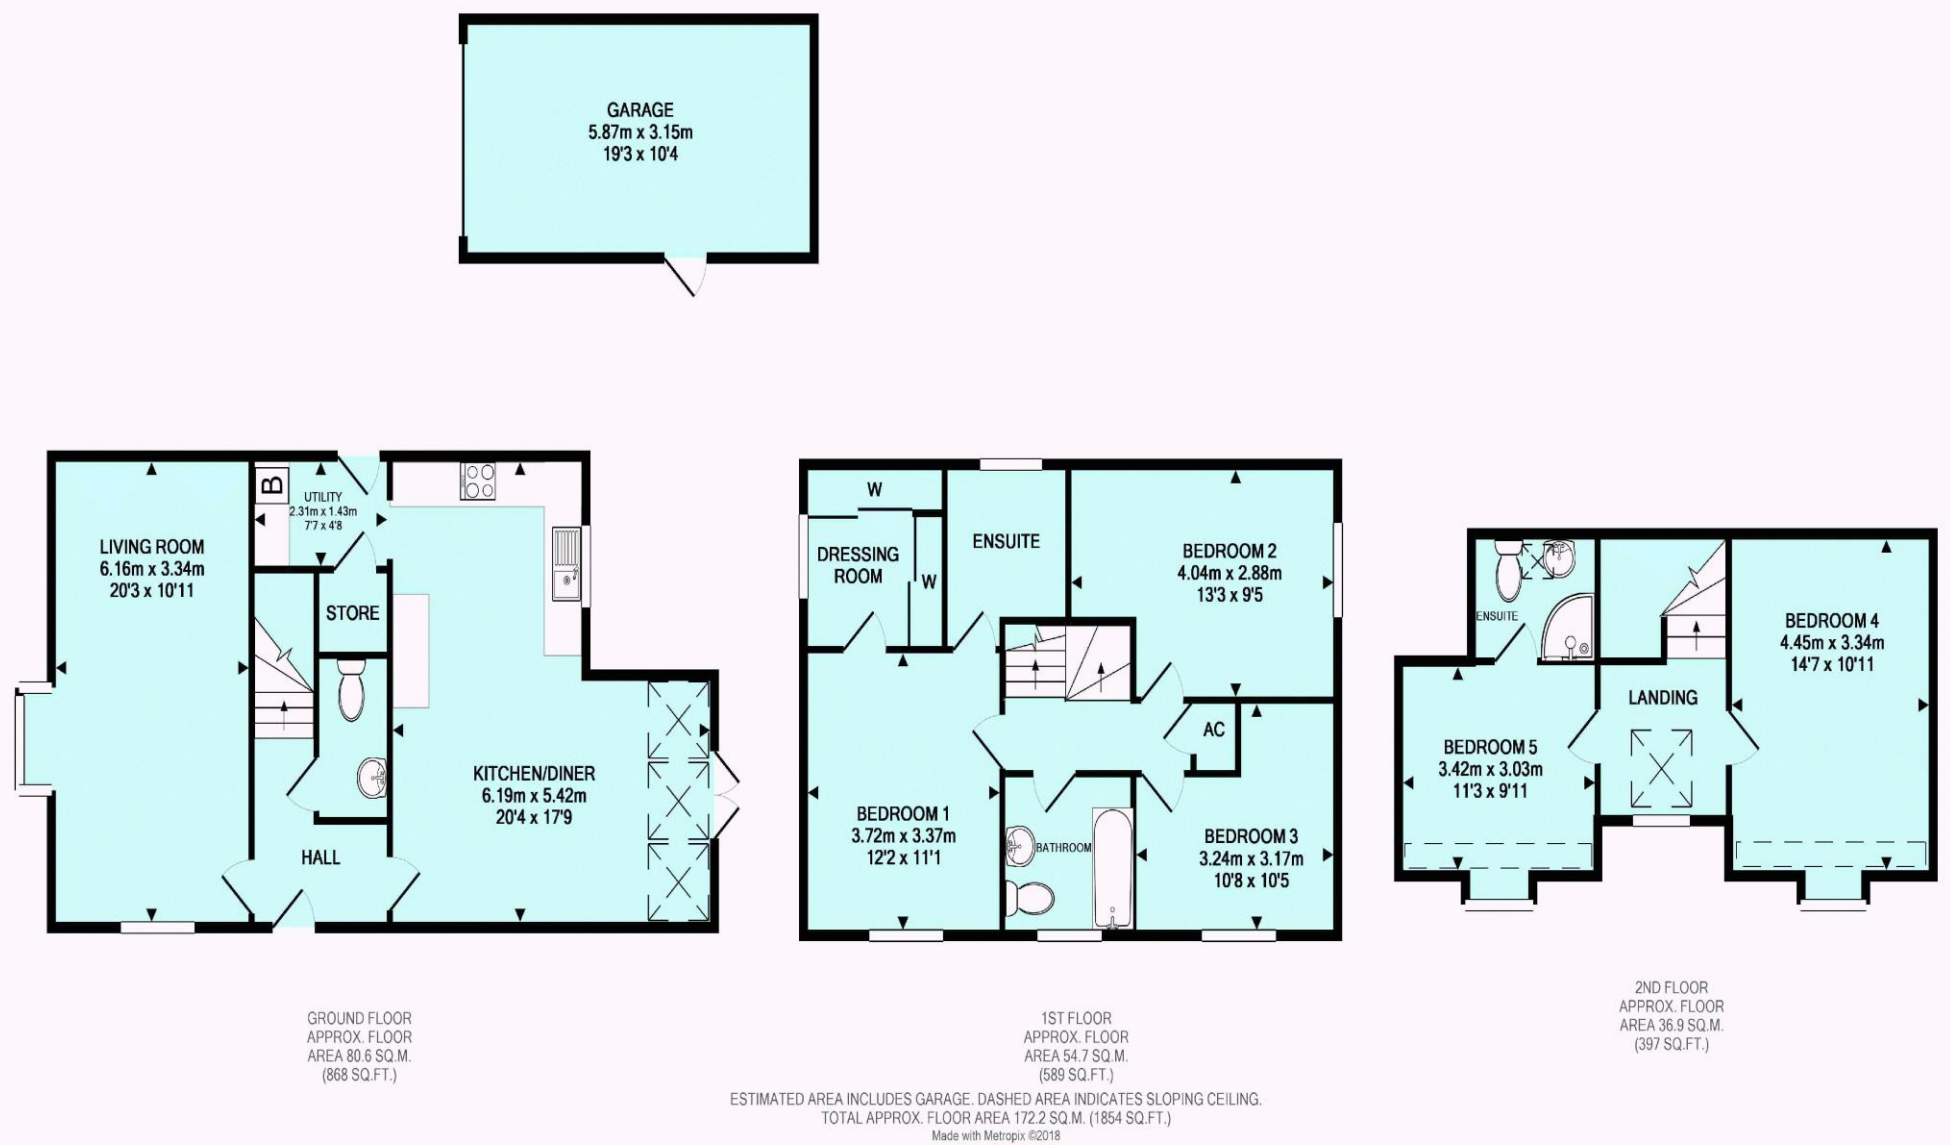 GARAGE
5.87m x 3.15m
19'3 x 10'4
LIVING ROOM
6.16m x 3.34m
20'3 x 10'11
B
UTILITY
2.31m x 1.43m
7'7 x 4'8
STORE
KITCHEN/DINER
6.19m x 5.42m
20'4 x 17'9
HALL
GROUND FLOOR
APPROX. FLOOR
AREA 80.6 SQ.M.
(868 SQ.FT.)
W
DRESSING
ROOM
W
ENSUITE
BEDROOM 2
4.04m x 2.88m
13'3 x 9'5
AC
BEDROOM 1
3.72m x 3.37m
12'2 x 11'1
BATHROOM
BEDROOM 3
3.24m x 3.17m
10'8 x 10'5
1ST FLOOR
APPROX. FLOOR
AREA 54.7 SQ.M.
(589 SQ.FT.)
ENSUITE
BEDROOM 4
4.45m x 3.34m
14'7 x 10'11
LANDING
BEDROOM 5
3.42m x 3.03m
11'3 x 9'11
2ND FLOOR
APPROX. FLOOR
AREA 36.9 SQ.M.
(397 SQ.FT.)
ESTIMATED AREA INCLUDES GARAGE. DASHED AREA INDICATES SLOPING CEILING.
TOTAL APPROX. FLOOR AREA 172.2 SQ.M. (1854 SQ.FT.)
Made with Metropix ©2018